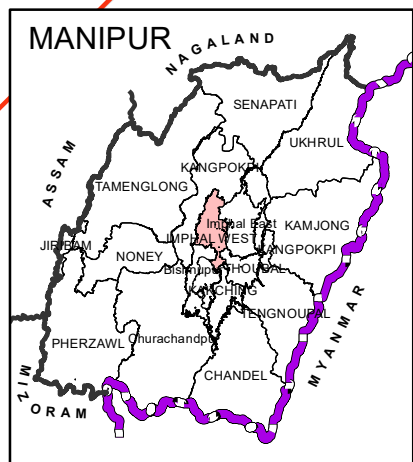 MANIPUR
NAGALAND
SENAPATI
UKHRUL
ASSAM
KANGPOKPI
TAMENGLONG
Imphal East
KAMJONG
IMPHAL WEST
JIRIBAM
NONEY
KANGPOKPI
Bishnupur
THOUBAL
KAKCHING
TENGNOUPAL
PHERZAWL
Churachandpur
MYANMAR
CHANDEL
MIZORAM